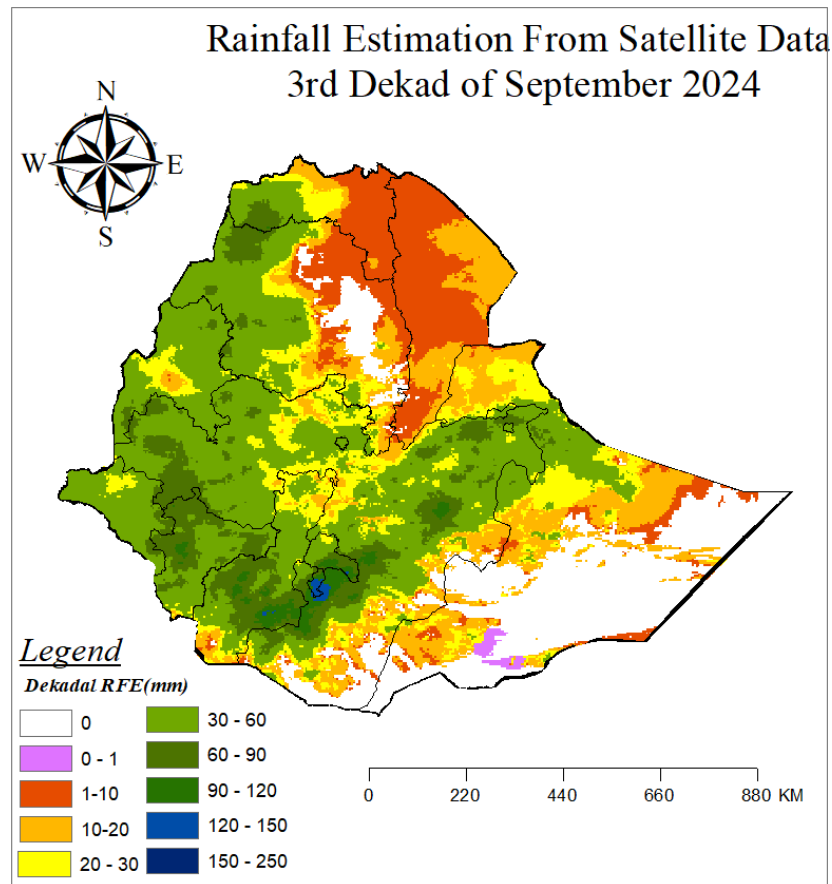 Rainfall Estimation From Satellite Data
3rd Dekad of September 2024
N
W E
S
Legend
Dekadal RFE(mm)
0
0 - 1
1-10
10-20
20 - 30
30 - 60
60 - 90
90 - 120
120 - 150
150 - 250
0 220 440 660 880 KM